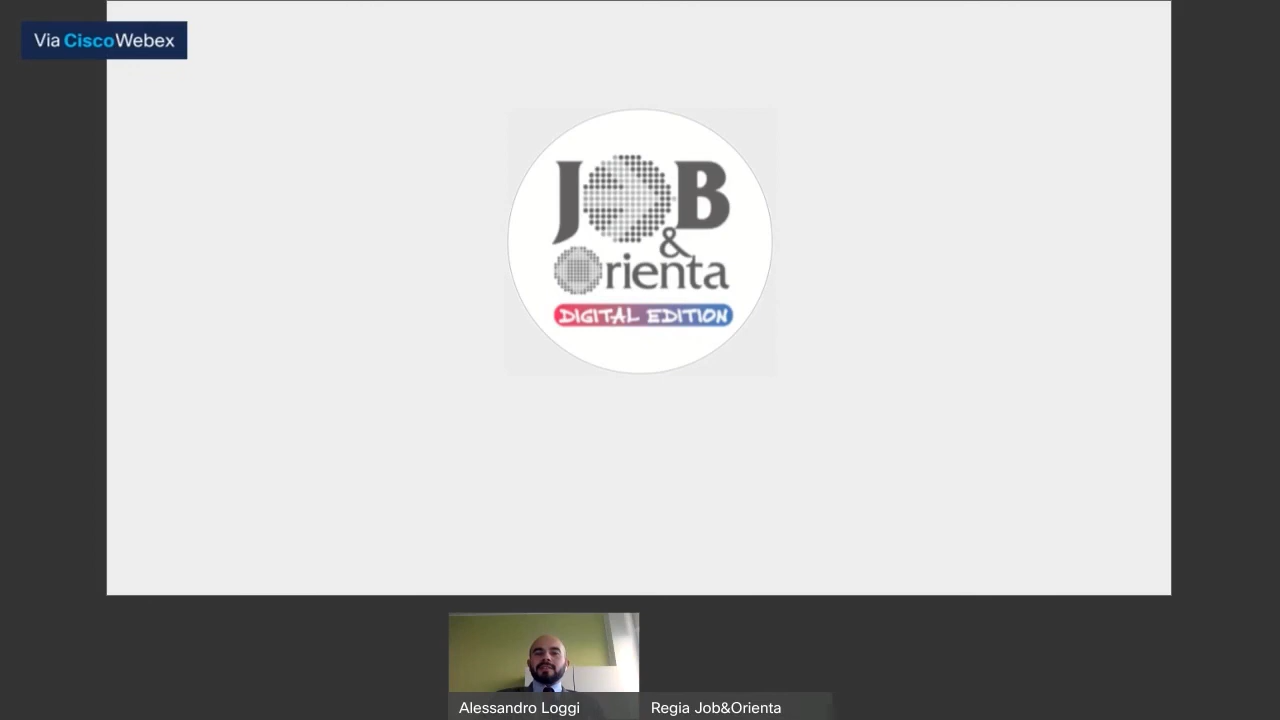 Via CiscoWebex
JOB
&
Orienta
DIGITAL EDITION
Alessandro Loggi
Regia Job&Orienta